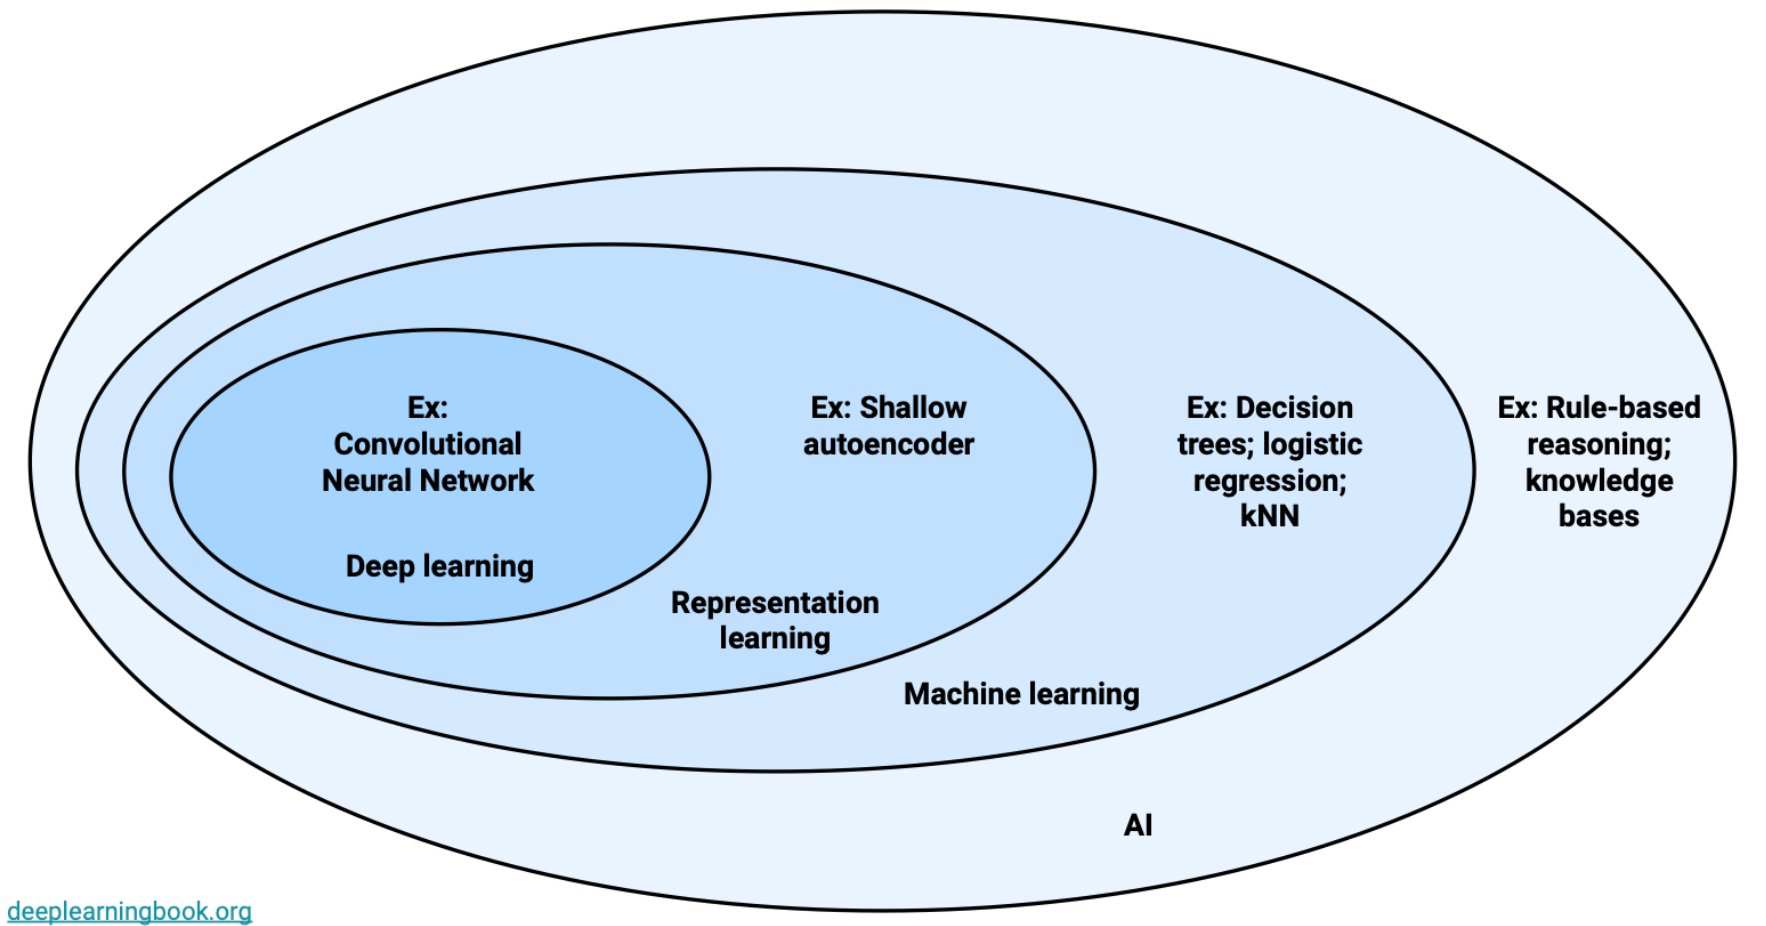 Ex:
Convolutional
Neural Network
Deep learning
Ex: Shallow
autoencoder
Representation
learning
Ex: Decision
trees; logistic
regression;
kNN
Machine learning
Ex: Rule-based
reasoning;
knowledge
bases
AI
deeplearningbook.org